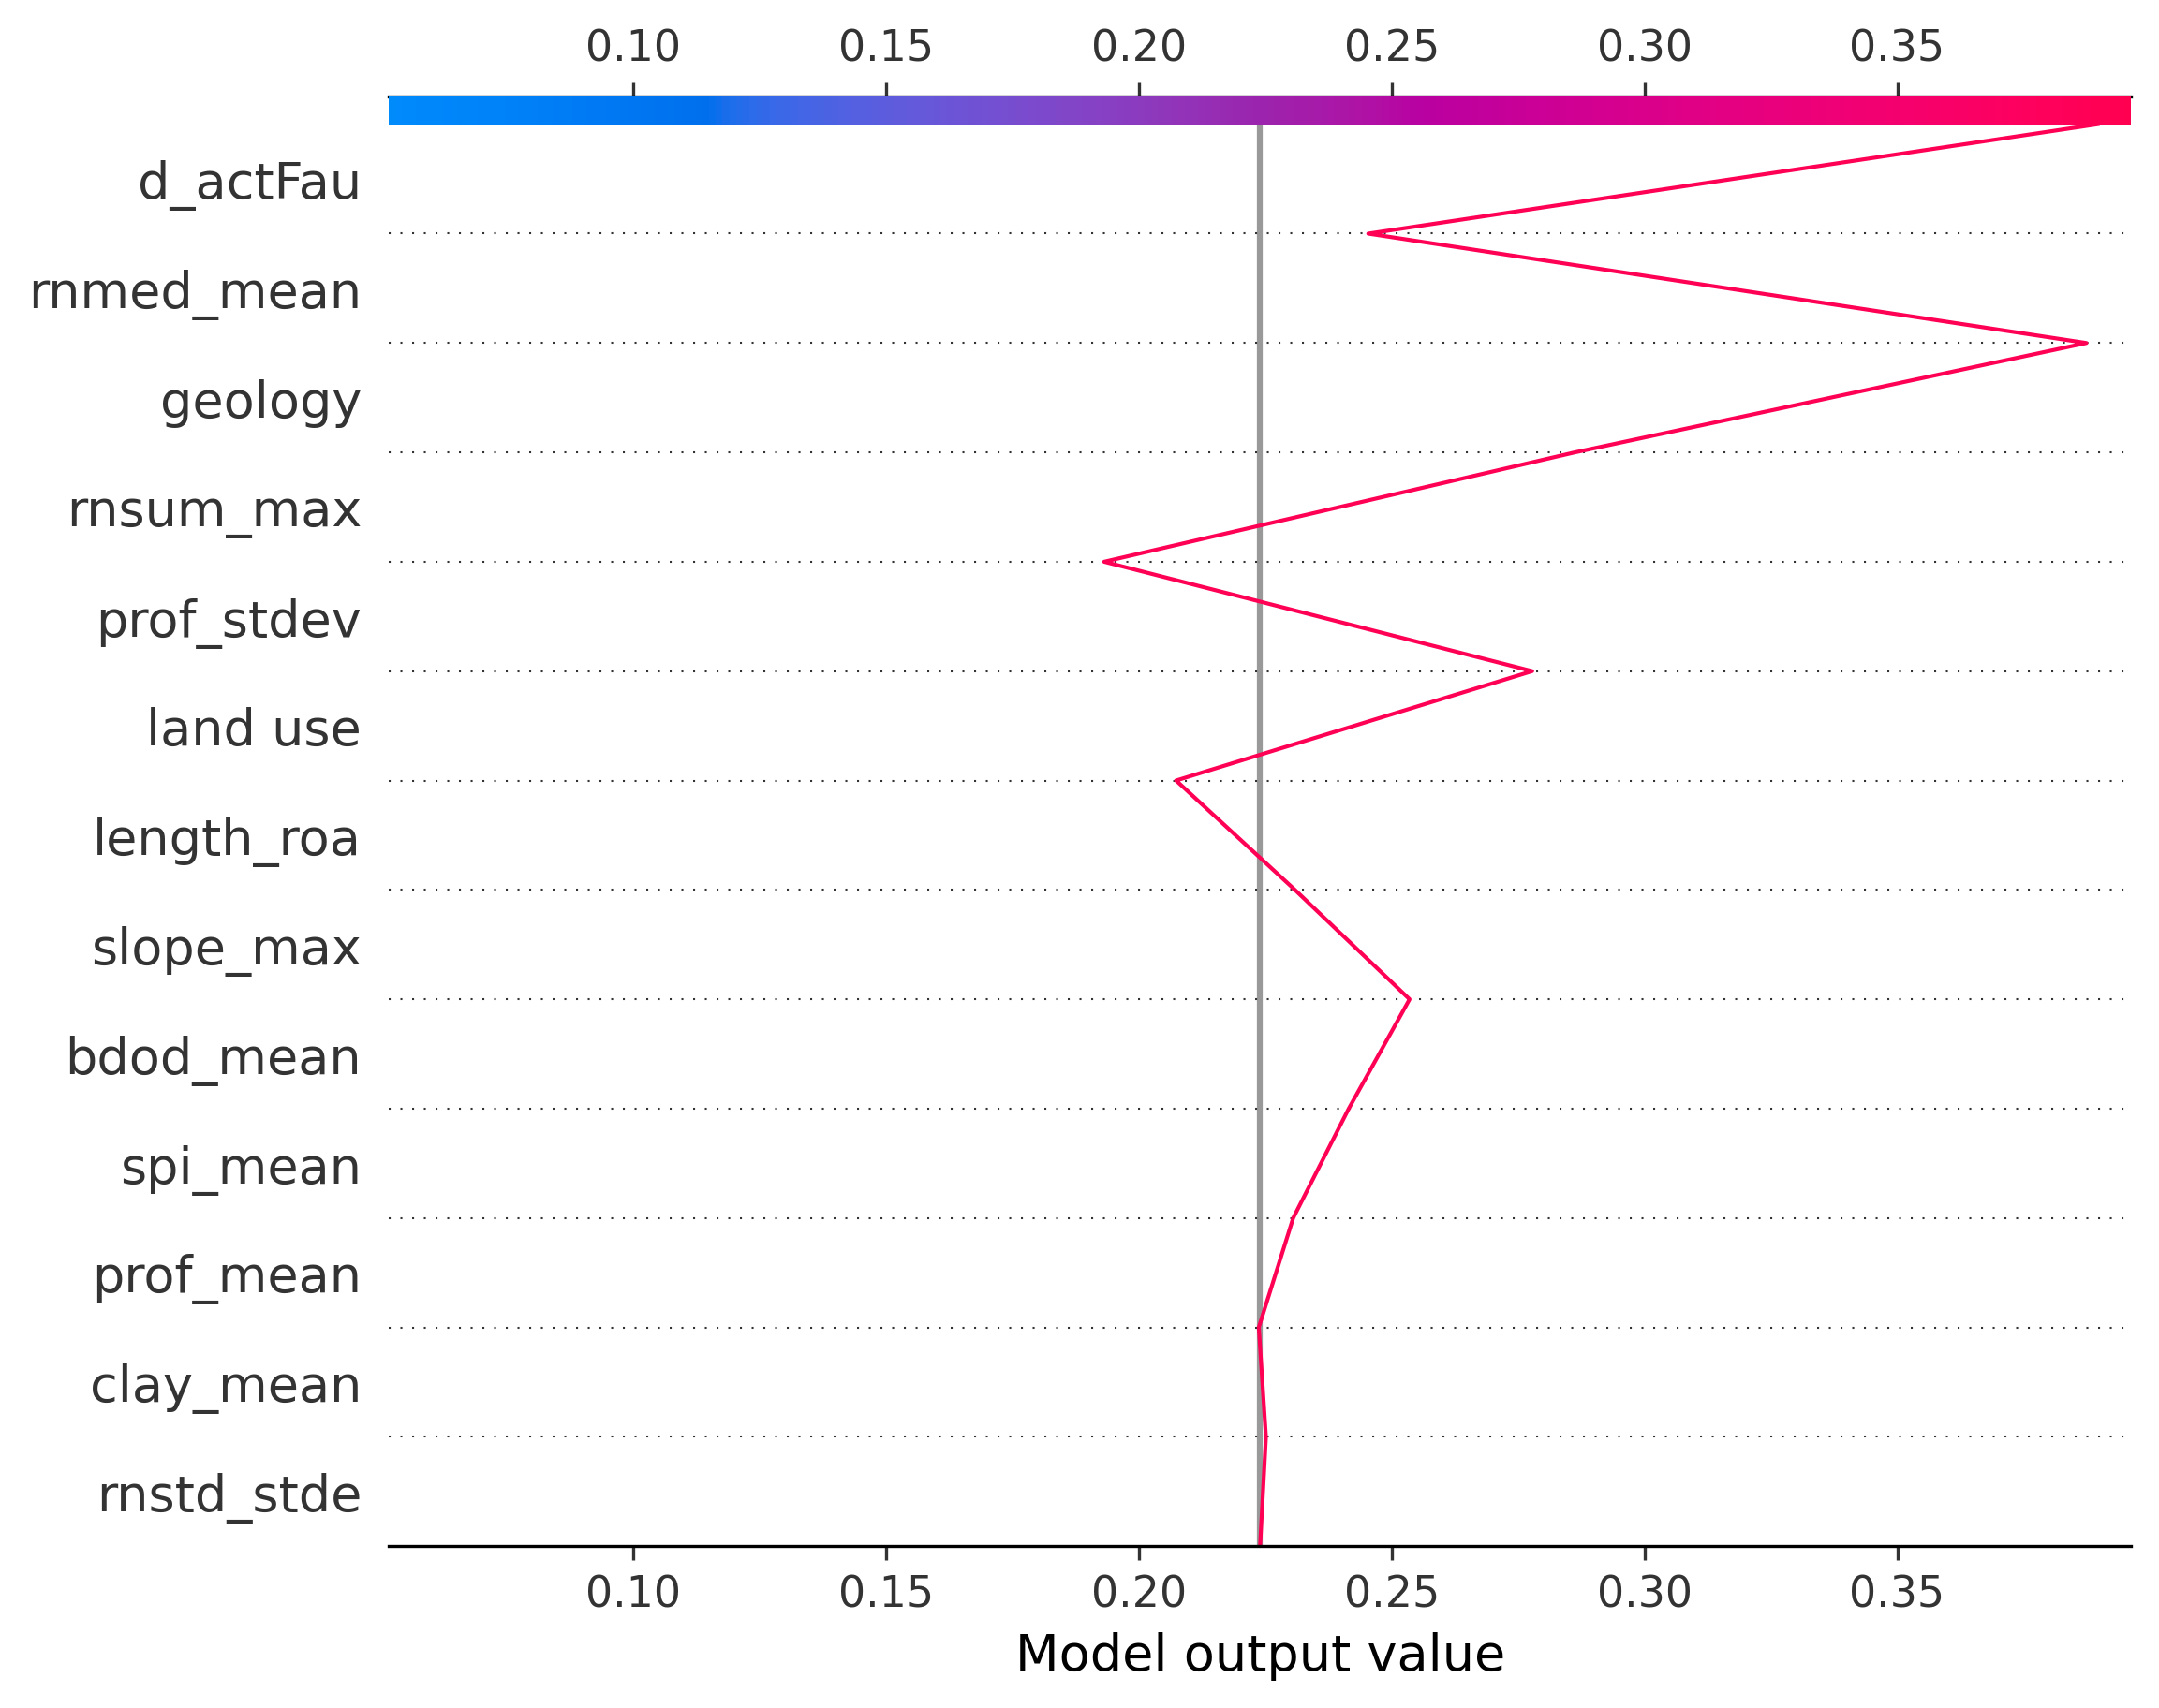 0.10 0.15 0.20 0.25 0.30 0.35
d_actFau
rnmed_mean
geology
rnsum_max
prof_stdev
land use
length_roa
slope_max
bdod_mean
spi_mean
prof_mean
clay_mean
rnstd_stde
0.10 0.15 0.20 0.25 0.30 0.35
Model output value